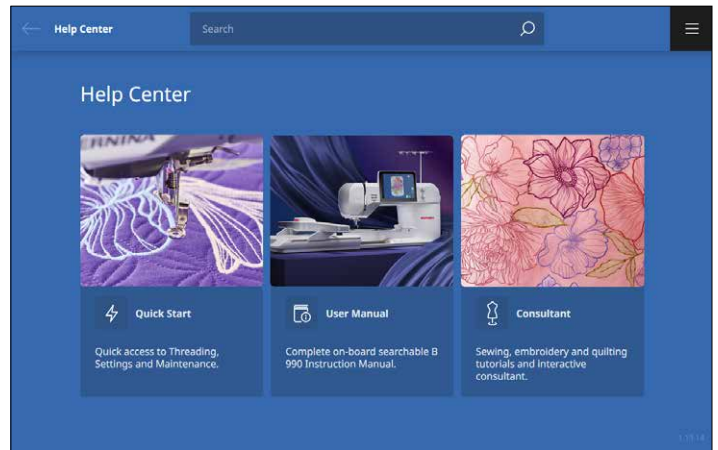 Help Center
Search
Help Center
Quick Start
Quick access to Threading,
Settings and Maintenance.
User Manual
Complete on-board searchable B
990 Instruction Manual.
Consultant
Sewing, embroidery and quilting
tutorials and interactive
consultant.